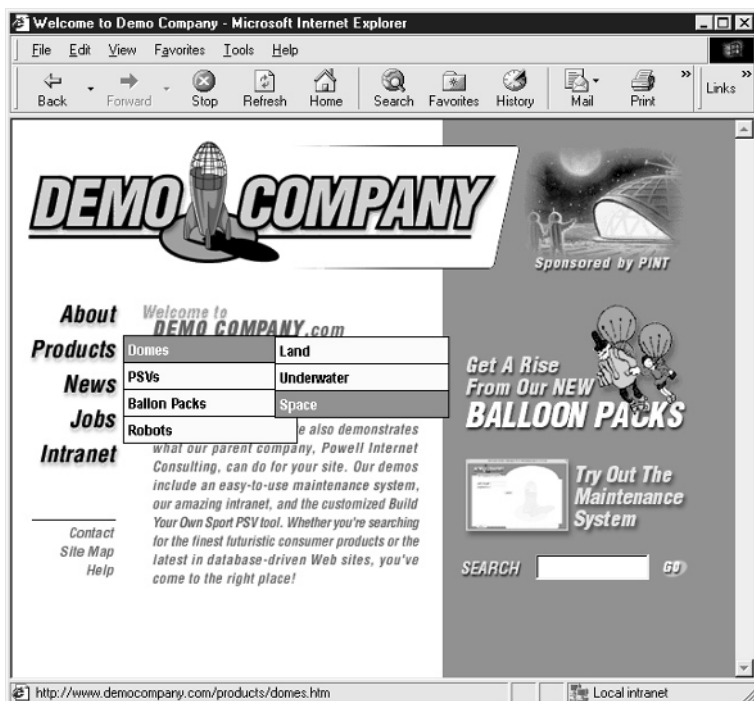 Welcome to Demo Company - Microsoft Internet Explorer
File Edit View Favorites Tools Help
Back Forward Stop Refresh Home Search Favorites History Mail Print » Links »
DEMO COMPANY
Sponsored by PINT
About
Products
News
Jobs
Intranet
Contact
Site Map
Help
Welcome to
DEMO COMPANY.com
Domes
PSVs
Ballon Packs
Robots
Land
Underwater
Space
e also demonstrates
what our parent company, Powell Internet
Consulting, can do for your site. Our demos
include an easy-to-use maintenance system,
our amazing intranet, and the customized Build
Your Own Sport PSV tool. Whether you're searching
for the finest futuristic consumer products or the
latest in database-driven Web sites, you've
come to the right place!
Get A Rise
From Our NEW
BALLOON PACKS
Try Out The
Maintenance
System
SEARCH GO
http://www.democompany.com/products/domes.htm Local intranet